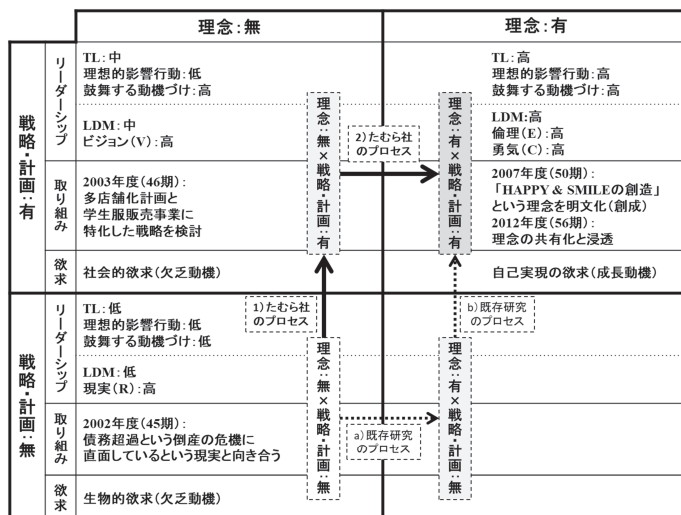 理念：無
理念：有
戦略・計画：有
リーダーシップ
TL：中
理想的影響行動：低
鼓舞する動機づけ：高
LDM：中
ビジョン（V）：高
TL：高
理想的影響行動：高
鼓舞する動機づけ：高
LDM:高
倫理（E）：高
勇気（C）：高
取り組み
2003年度（46期）：
多店舗化計画と
学生服販売事業に
特化した戦略を検討
2007年度（50期）：
「HAPPY & SMILEの創造」
という理念を明文化（創成）
2012年度（56期）：
理念の共有化と浸透
欲求
社会的欲求（欠乏動機）
自己実現の欲求（成長動機）
理念：無×戦略・計画：有
2）たむら社
のプロセス
理念：有×戦略・計画：有
戦略・計画：無
リーダーシップ
TL：低
理想的影響行動：低
鼓舞する動機づけ：低
LDM：低
現実（R）：高
取り組み
2002年度（45期）：
債務超過という倒産の危機に
直面しているという現実と向き合う
欲求
生物的欲求（欠乏動機）
1）たむら社
のプロセス
理念：無×戦略・計画：無
a）既存研究
のプロセス
理念：有×戦略・計画：無
b）既存研究
のプロセス